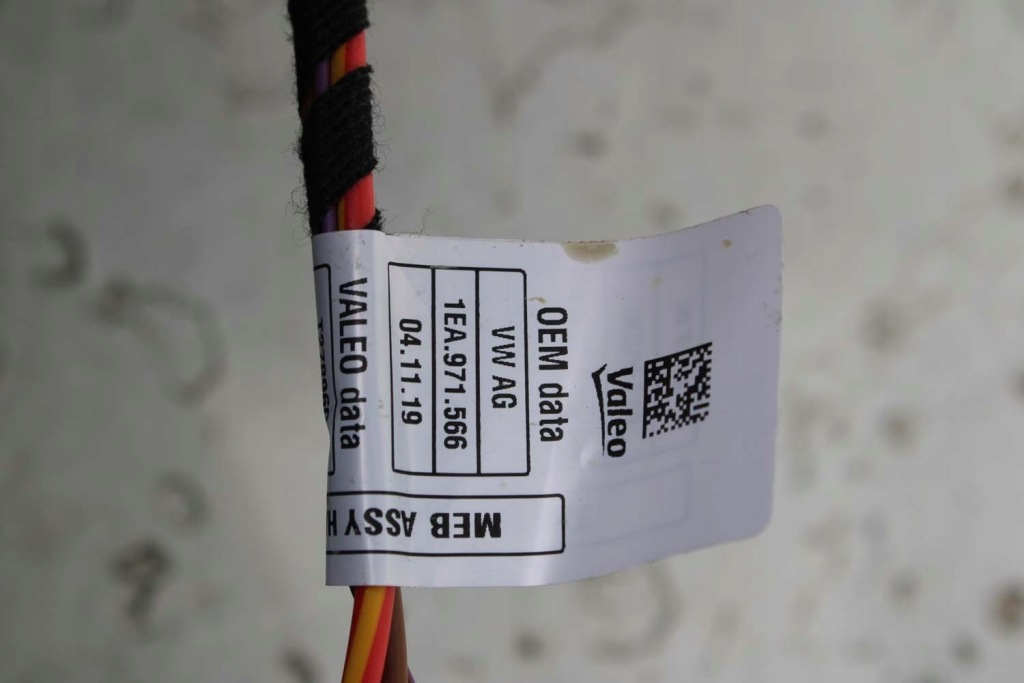 Valeo
OEM data
VW AG
1EA.971.566
04.11.19
VALEO data
MEB ASSY H